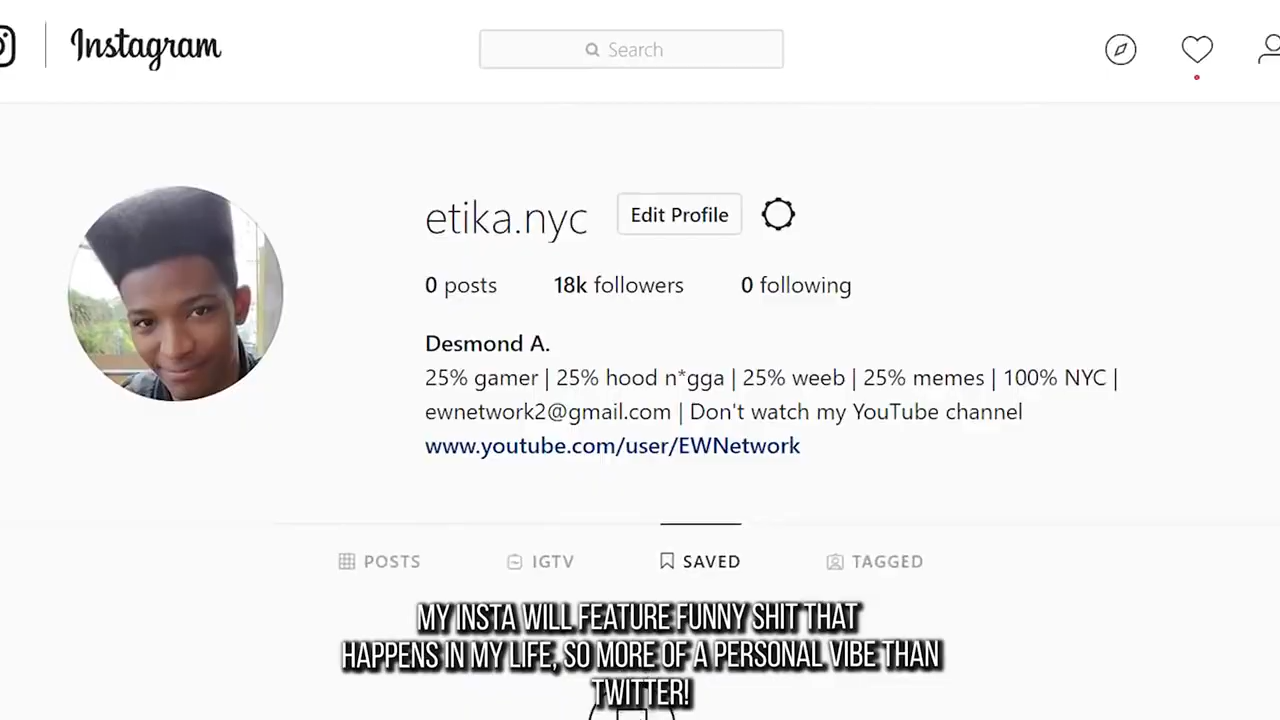 Instagram
Search
etika.nyc Edit Profile
0 posts 18k followers 0 following
Desmond A.
25% gamer | 25% hood n*gga | 25% weeb | 25% memes | 100% NYC |
ewnetwork2@gmail.com | Don't watch my YouTube channel
www.youtube.com/user/EWNetwork
POSTS IGTV SAVED TAGGED
MY INSTA WILL FEATURE FUNNY SHIT THAT
HAPPENS IN MY LIFE, SO MORE OF A PERSONAL VIBE THAN
TWITTER!